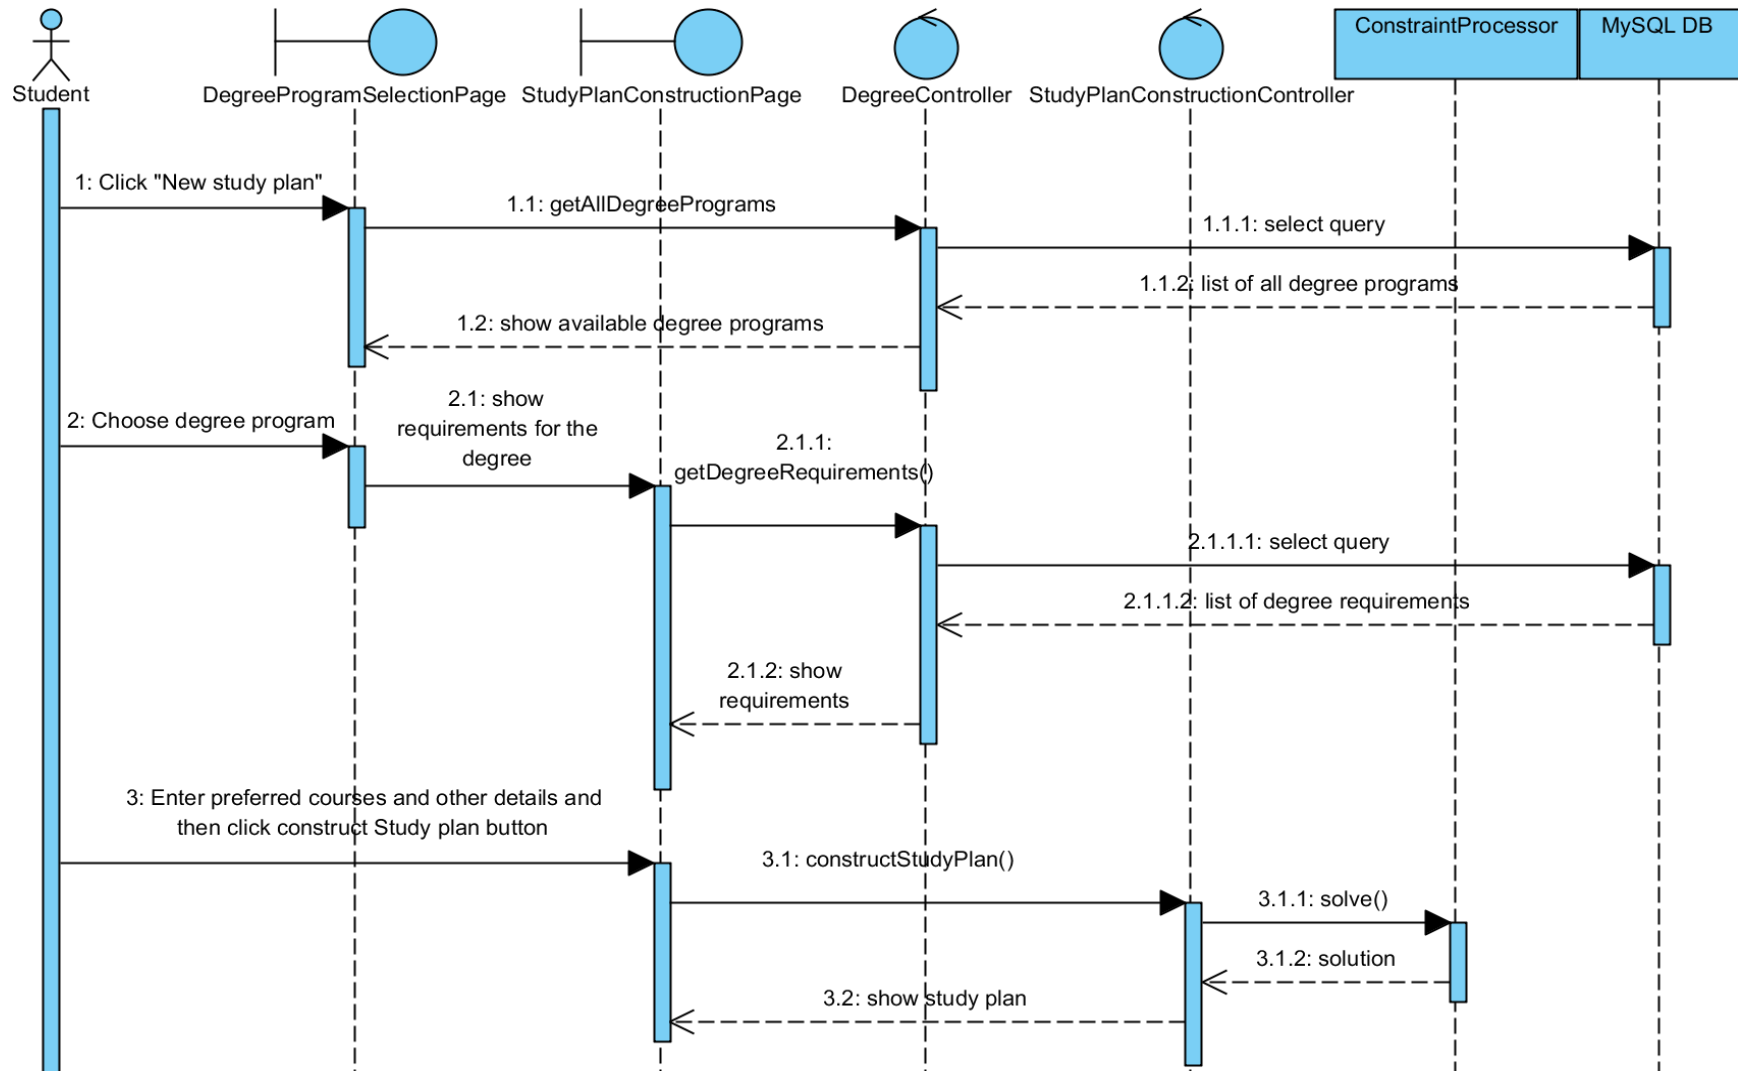 ConstraintProcessor
MySQL DB
Student
DegreeProgramSelectionPage
StudyPlanConstructionPage
DegreeController
StudyPlanConstructionController
1: Click "New study plan"
1.1: getAllDegreePrograms
1.1.1: select query
1.1.2: list of all degree programs
1.2: show available degree programs
2: Choose degree program
2.1: show
requirements for the
degree
2.1.1:
getDegreeRequirements()
2.1.1.1: select query
2.1.1.2: list of degree requirements
2.1.2: show
requirements
3: Enter preferred courses and other details and
then click construct Study plan button
3.1: constructStudyPlan()
3.1.1: solve()
3.1.2: solution
3.2: show study plan